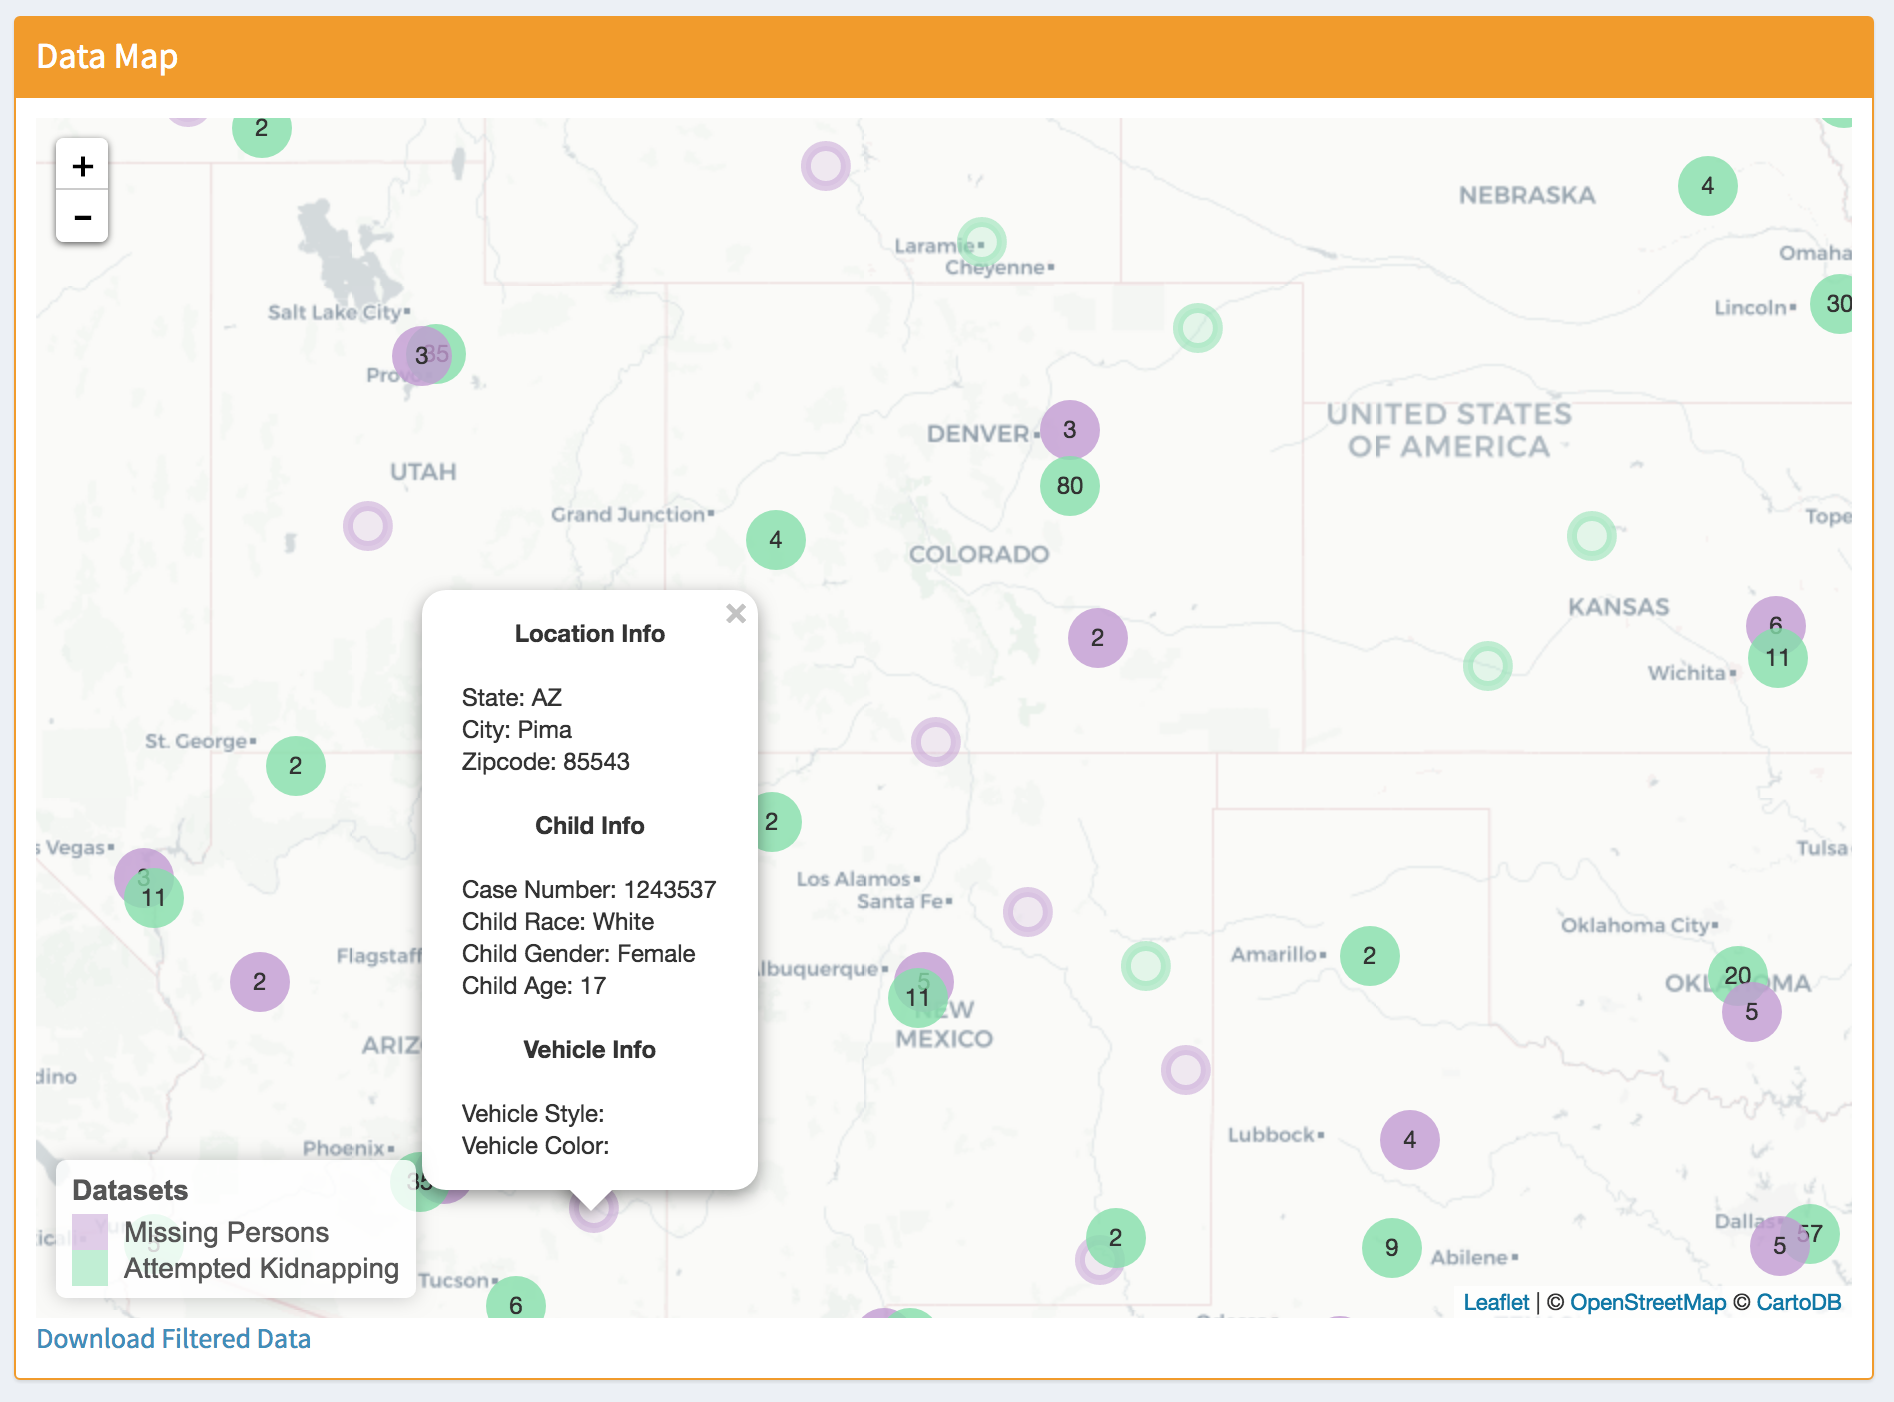 Data Map
2
+
−
4
NEBRASKA
Laramie
Cheyenne
Omaha
Lincoln
30
Salt Lake City
3
35
Provo
UNITED STATES
OF AMERICA
DENVER
3
80
UTAH
Grand Junction
4
COLORADO
Tope
KANSAS
6
11
2
Wichita
×
Location Info
State: AZ
City: Pima
Zipcode: 85543
Child Info
Case Number: 1243537
Child Race: White
Child Gender: Female
Child Age: 17
Vehicle Info
Vehicle Style:
Vehicle Color:
St. George
2
2
s Vegas
3
11
Tulsa
Los Alamos
Santa Fe
Oklahoma City
Flagstaff
2
lbuquerque
5
11
NEW
MEXICO
Amarillo
2
20
OKLAHOMA
5
ARIZ
dino
Lubbock
4
Phoenix
35
Datasets
Missing Persons
Attempted Kidnapping
Tucson
6
2
9
Abilene
Dallas
5
57
Leaflet | © OpenStreetMap © CartoDB
Download Filtered Data